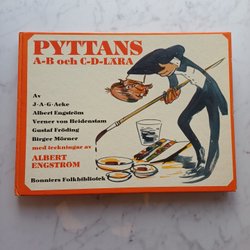 PYTTANS
A-B och C-D-LÄRA
Av
J·A·G·Acke
Albert Engström
Verner von Heidenstam
Gustaf Fröding
Birger Mörner
med teckningar av
ALBERT
ENGSTRÖM
Bonniers Folkbibliotek